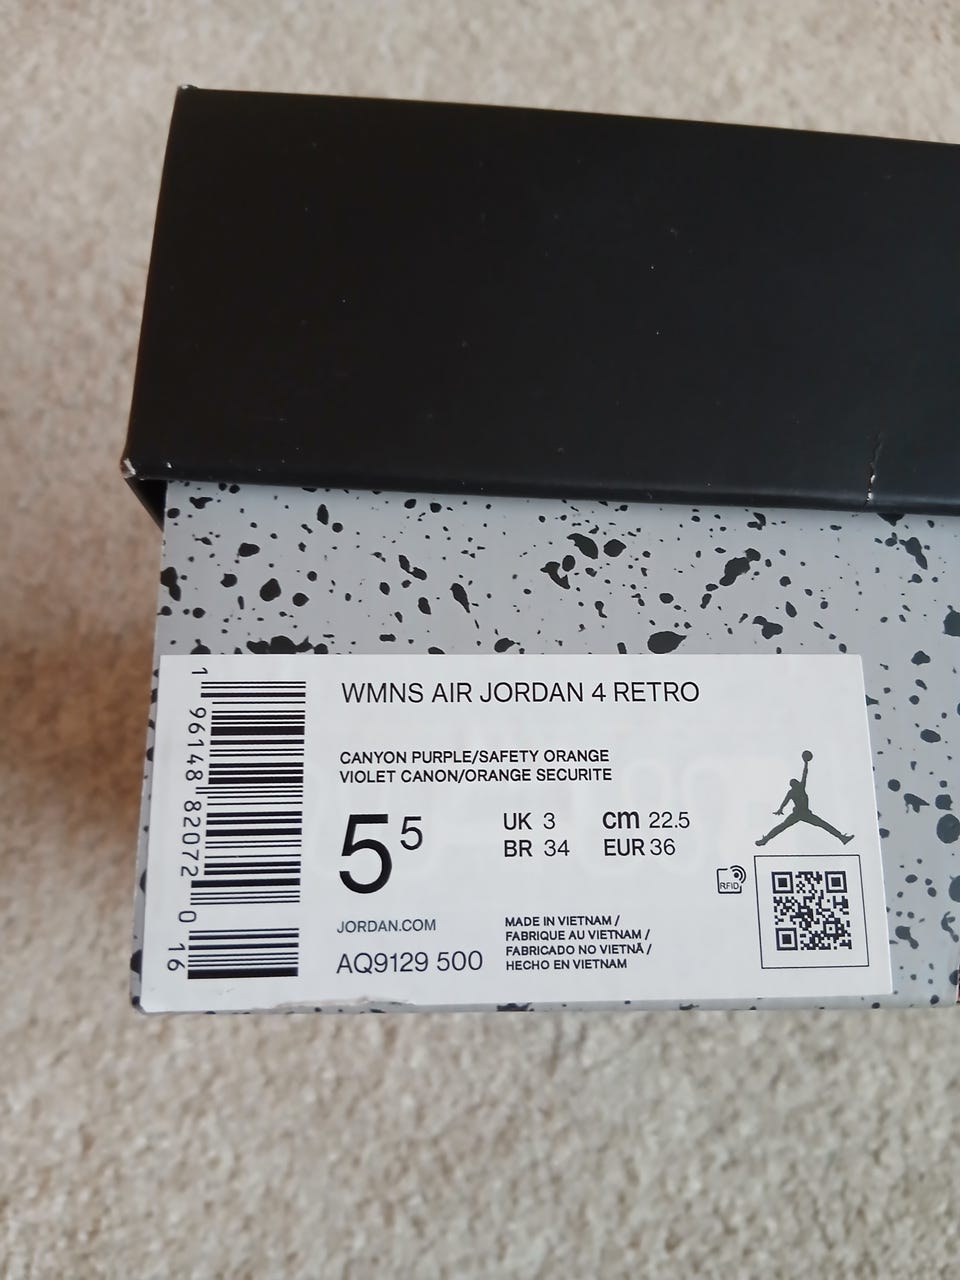 WMNS AIR JORDAN 4 RETRO
CANYON PURPLE/SAFETY ORANGE
VIOLET CANON/ORANGE SECURITE
5⁵
UK 3
cm 22.5
BR 34
EUR 36
RFID
JORDAN.COM
AQ9129 500
MADE IN VIETNAM /
FABRIQUE AU VIETNAM /
FABRICADO NO VIETNÃ /
HECHO EN VIETNAM
1 96148 82072 0 16